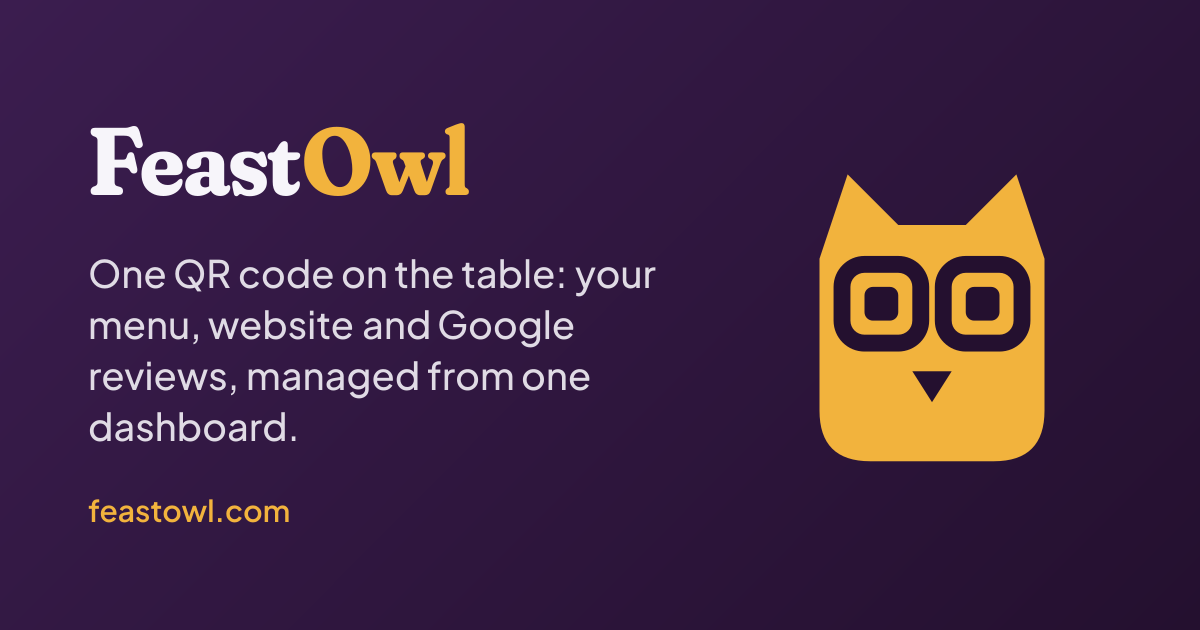 FeastOwl
One QR code on the table: your
menu, website and Google
reviews, managed from one
dashboard.
feastowl.com